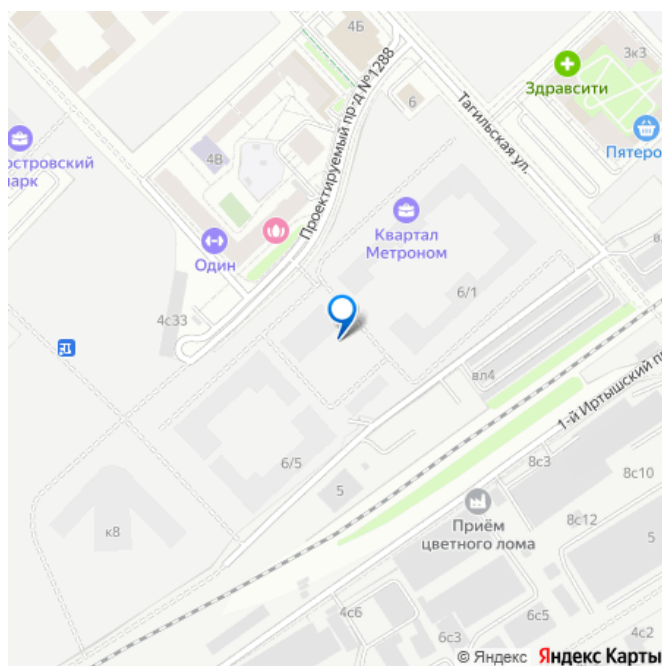 4Б
3к3
Здравсити
6
Тагильская ул.
Проектируемый пр-д №1288
островский
парк
4В
Пятеро
Квартал
Метроном
Один
6/1
4с33
вл4
1-й Иртышский п
6/5
5
8с3
8с10
к8
Приём
цветного лома
8с12
5
4с6
6с5
6с3
4с2
© Яндекс Яндекс Карты